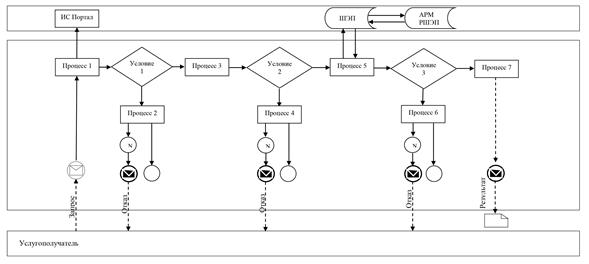 ИС Портал
ШЭП
АРМ
РШЭП
Процесс 1
Условие
1
Процесс 3
Условие
2
Процесс 5
Условие
3
Процесс 7
Процесс 2
Процесс 4
Процесс 6
N
N
N
Отказ
Отказ
Отказ
Результат
Услугополучатель